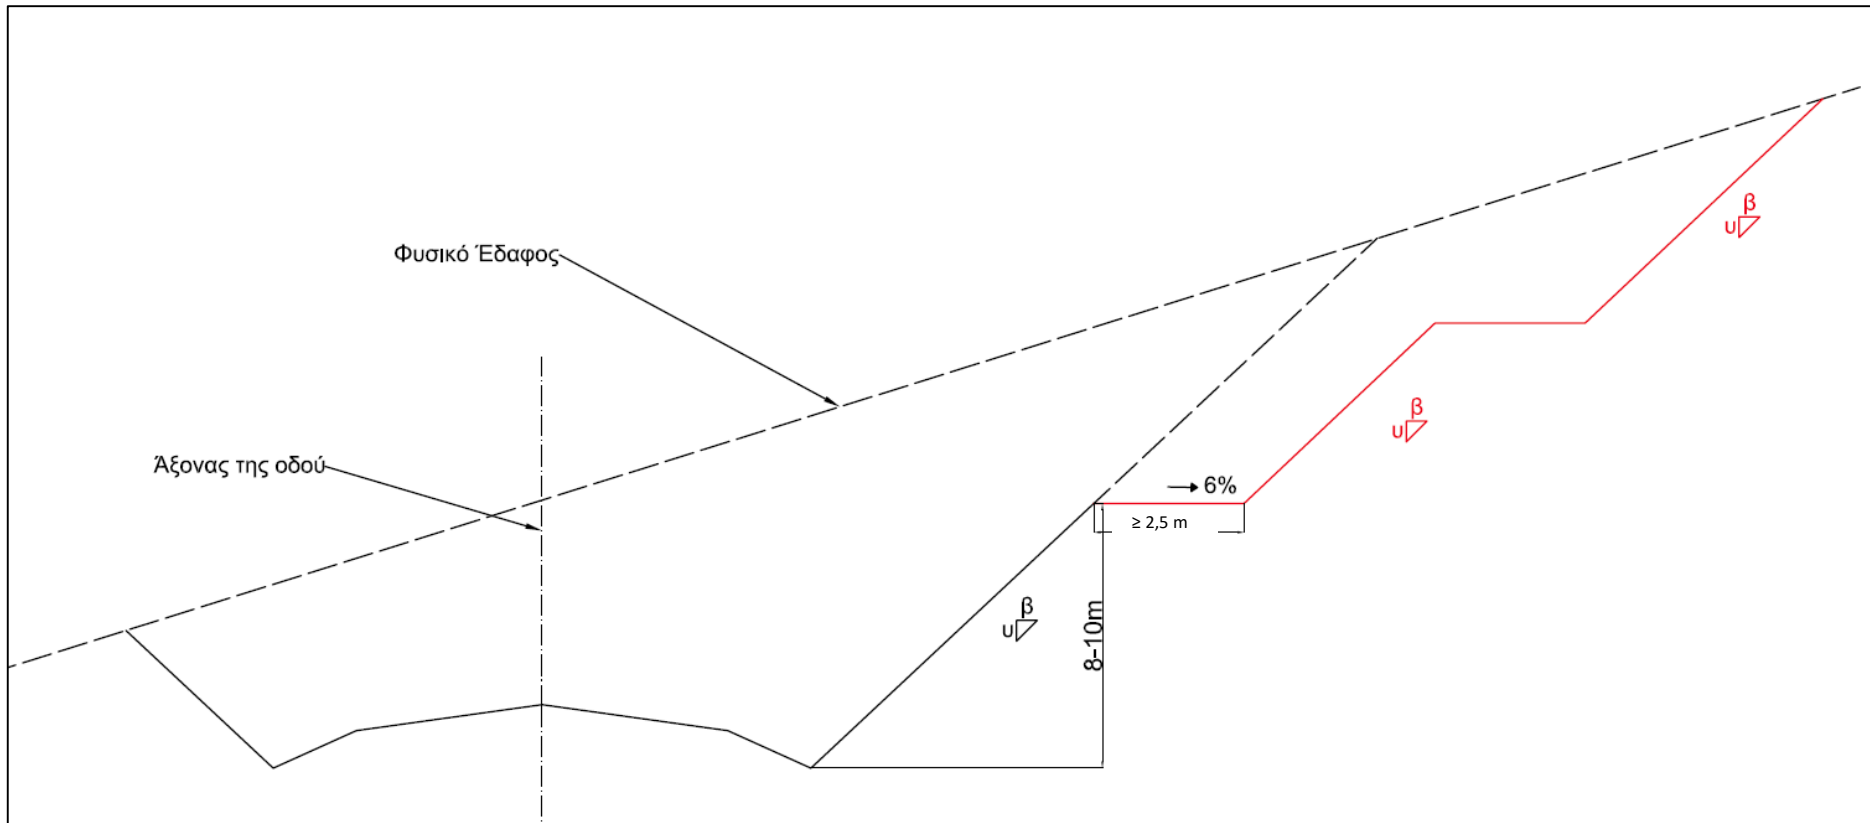 β
υ
Φυσικό Έδαφος
β
υ
Άξονας της οδού
6%
≥ 2,5 m
β
υ
8-10m